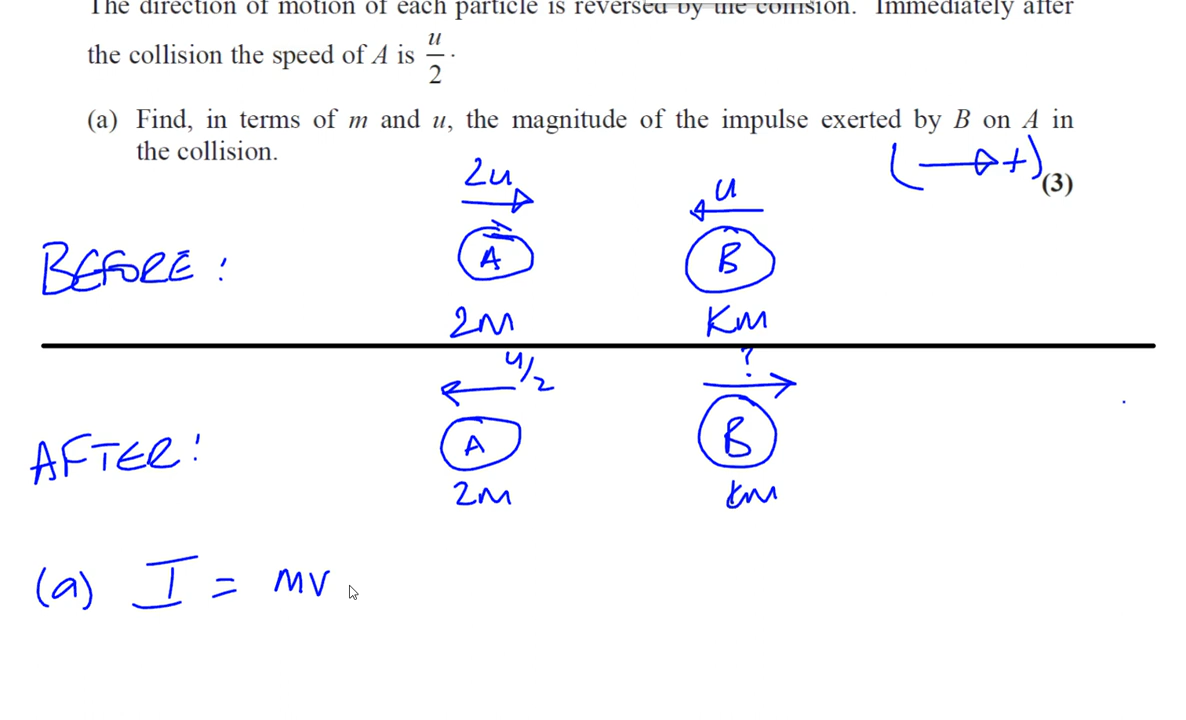 The direction of motion of each particle is reversed by the collision. Immediately after
the collision the speed of A is u/2.
(a) Find, in terms of m and u, the magnitude of the impulse exerted by B on A in
the collision.
(→+)
(3)
2u u
BEFORE: A B
2m km
u/2 ?
AFTER: A B
2m km
(a) I = mv